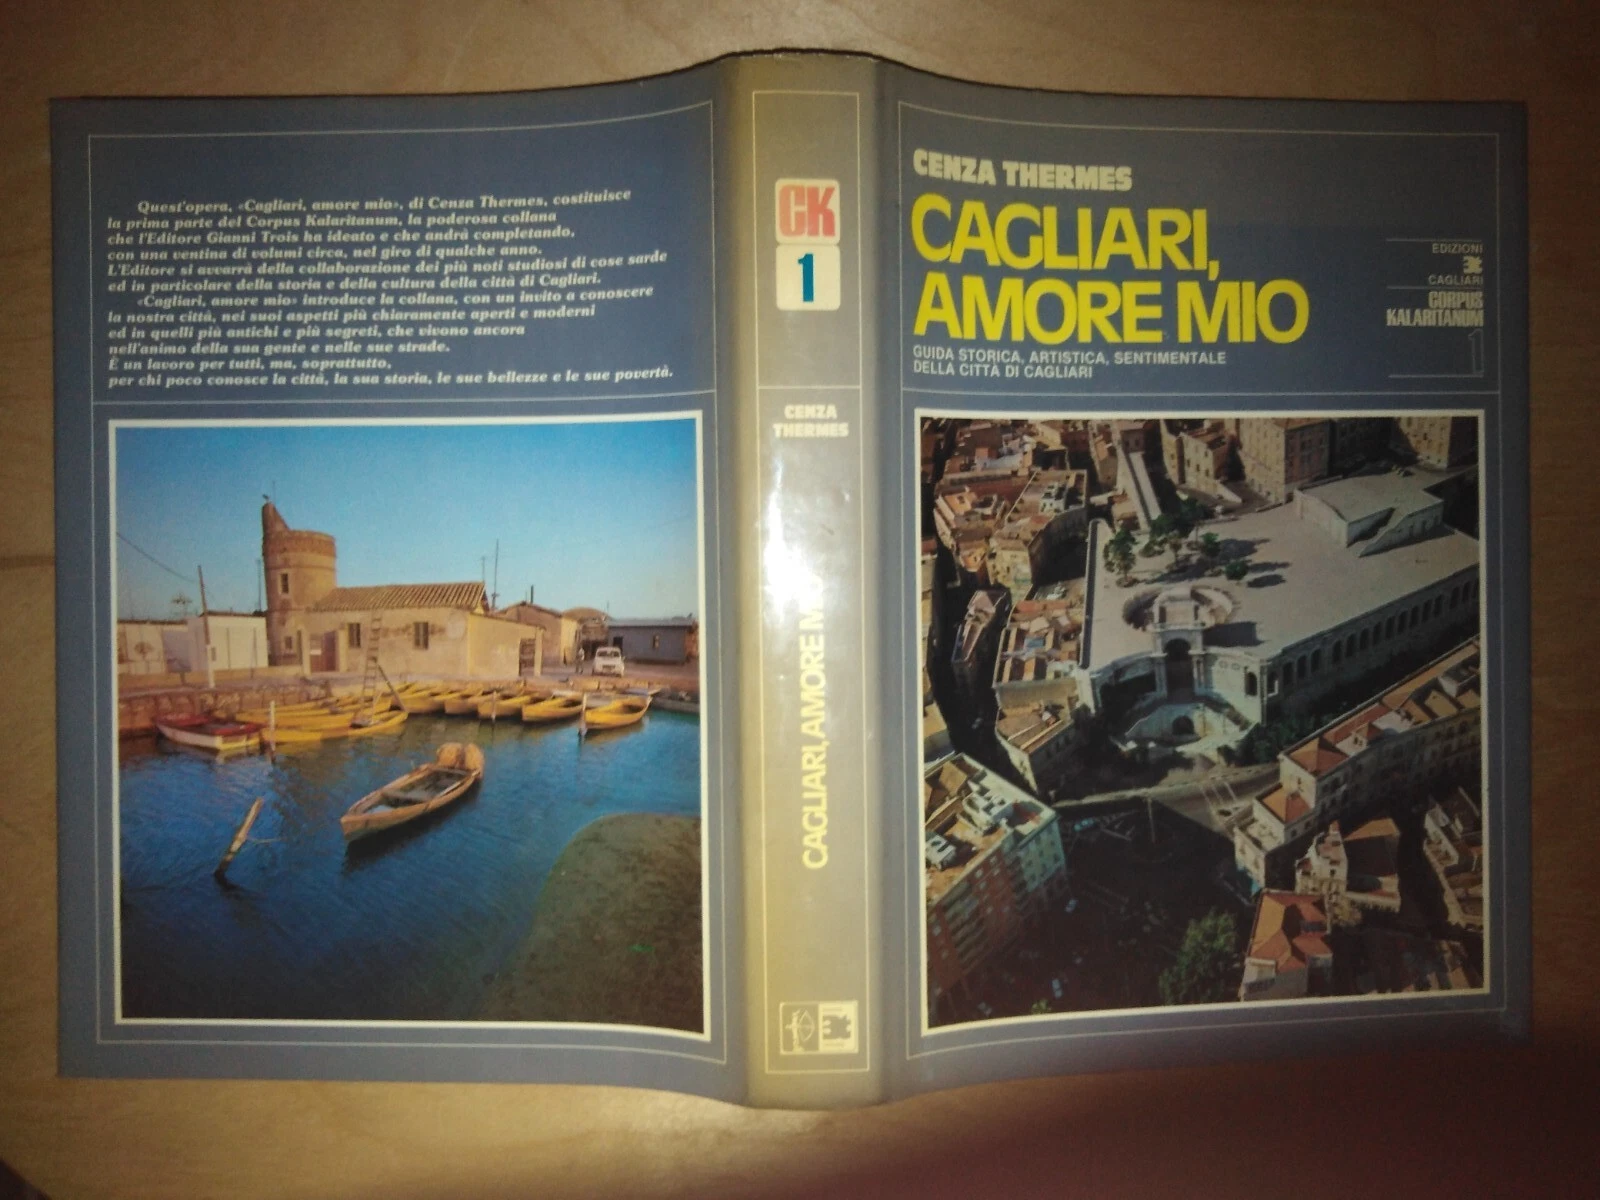 Quest'opera, «Cagliari, amore mio», di Cenza Thermes, costituisce
la prima parte del Corpus Kalaritanum, la poderosa collana
che l'Editore Gianni Trois ha ideato e che andrà completando,
con una ventina di volumi circa, nel giro di qualche anno.
L'Editore si avvarrà della collaborazione dei più noti studiosi di cose sarde
ed in particolare della storia e della cultura della città di Cagliari.
«Cagliari, amore mio» introduce la collana, con un invito a conoscere
la nostra città, nei suoi aspetti più chiaramente aperti e moderni
ed in quelli più antichi e più segreti, che vivono ancora
nell'animo della sua gente e nelle sue strade.
È un lavoro per tutti, ma, soprattutto,
per chi poco conosce la città, la sua storia, le sue bellezze e le sue povertà.
CK
1
CENZA
THERMES
CAGLIARI, AMORE M
CENZA THERMES
CAGLIARI,
AMORE MIO
GUIDA STORICA, ARTISTICA, SENTIMENTALE
DELLA CITTÀ DI CAGLIARI
EDIZIONI
3T
CAGLIARI
CORPUS
KALARITANUM
1